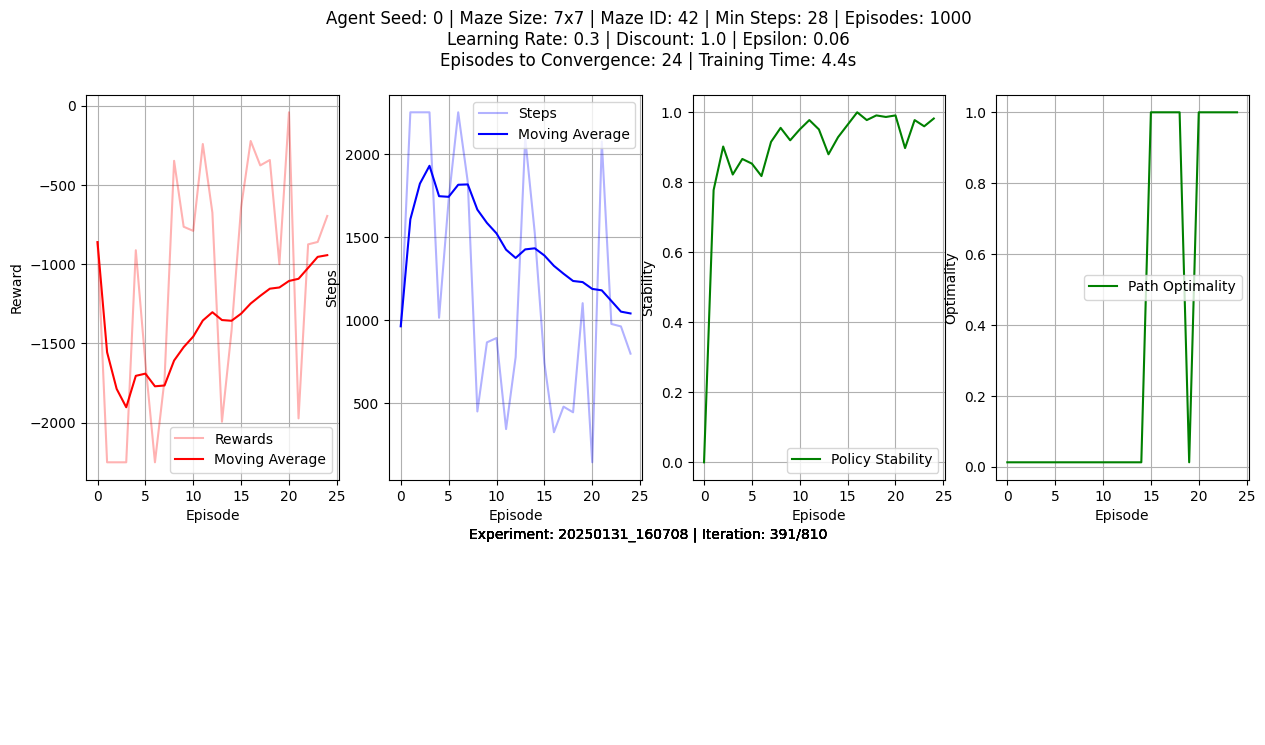 Agent Seed: 0 | Maze Size: 7x7 | Maze ID: 42 | Min Steps: 28 | Episodes: 1000
Learning Rate: 0.3 | Discount: 1.0 | Epsilon: 0.06
Episodes to Convergence: 24 | Training Time: 4.4s
Reward
0
−500
−1000
−1500
−2000
Rewards
Moving Average
0 5 10 15 20 25
Episode
Steps
2000
1500
1000
500
Steps
Moving Average
0 5 10 15 20 25
Episode
Stability
1.0
0.8
0.6
0.4
0.2
0.0
Policy Stability
0 5 10 15 20 25
Episode
Optimality
1.0
0.8
0.6
0.4
0.2
0.0
Path Optimality
0 5 10 15 20 25
Episode
Experiment: 20250131_160708 | Iteration: 391/810